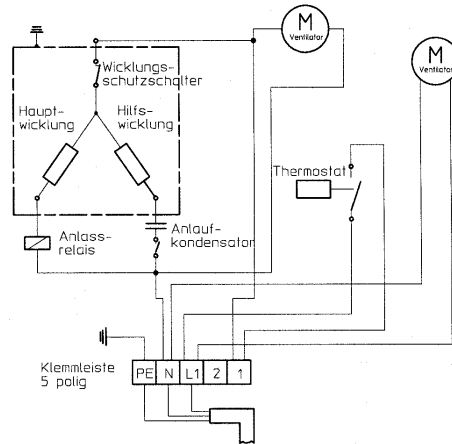 M
Ventilator
M
Ventilator
Wicklungs-
schutzschalter
Haupt-
wicklung
Hilfs-
wicklung
Thermostat
Anlass-
relais
Anlauf-
kondensator
Klemmleiste
5 polig
PE N L1 2 1